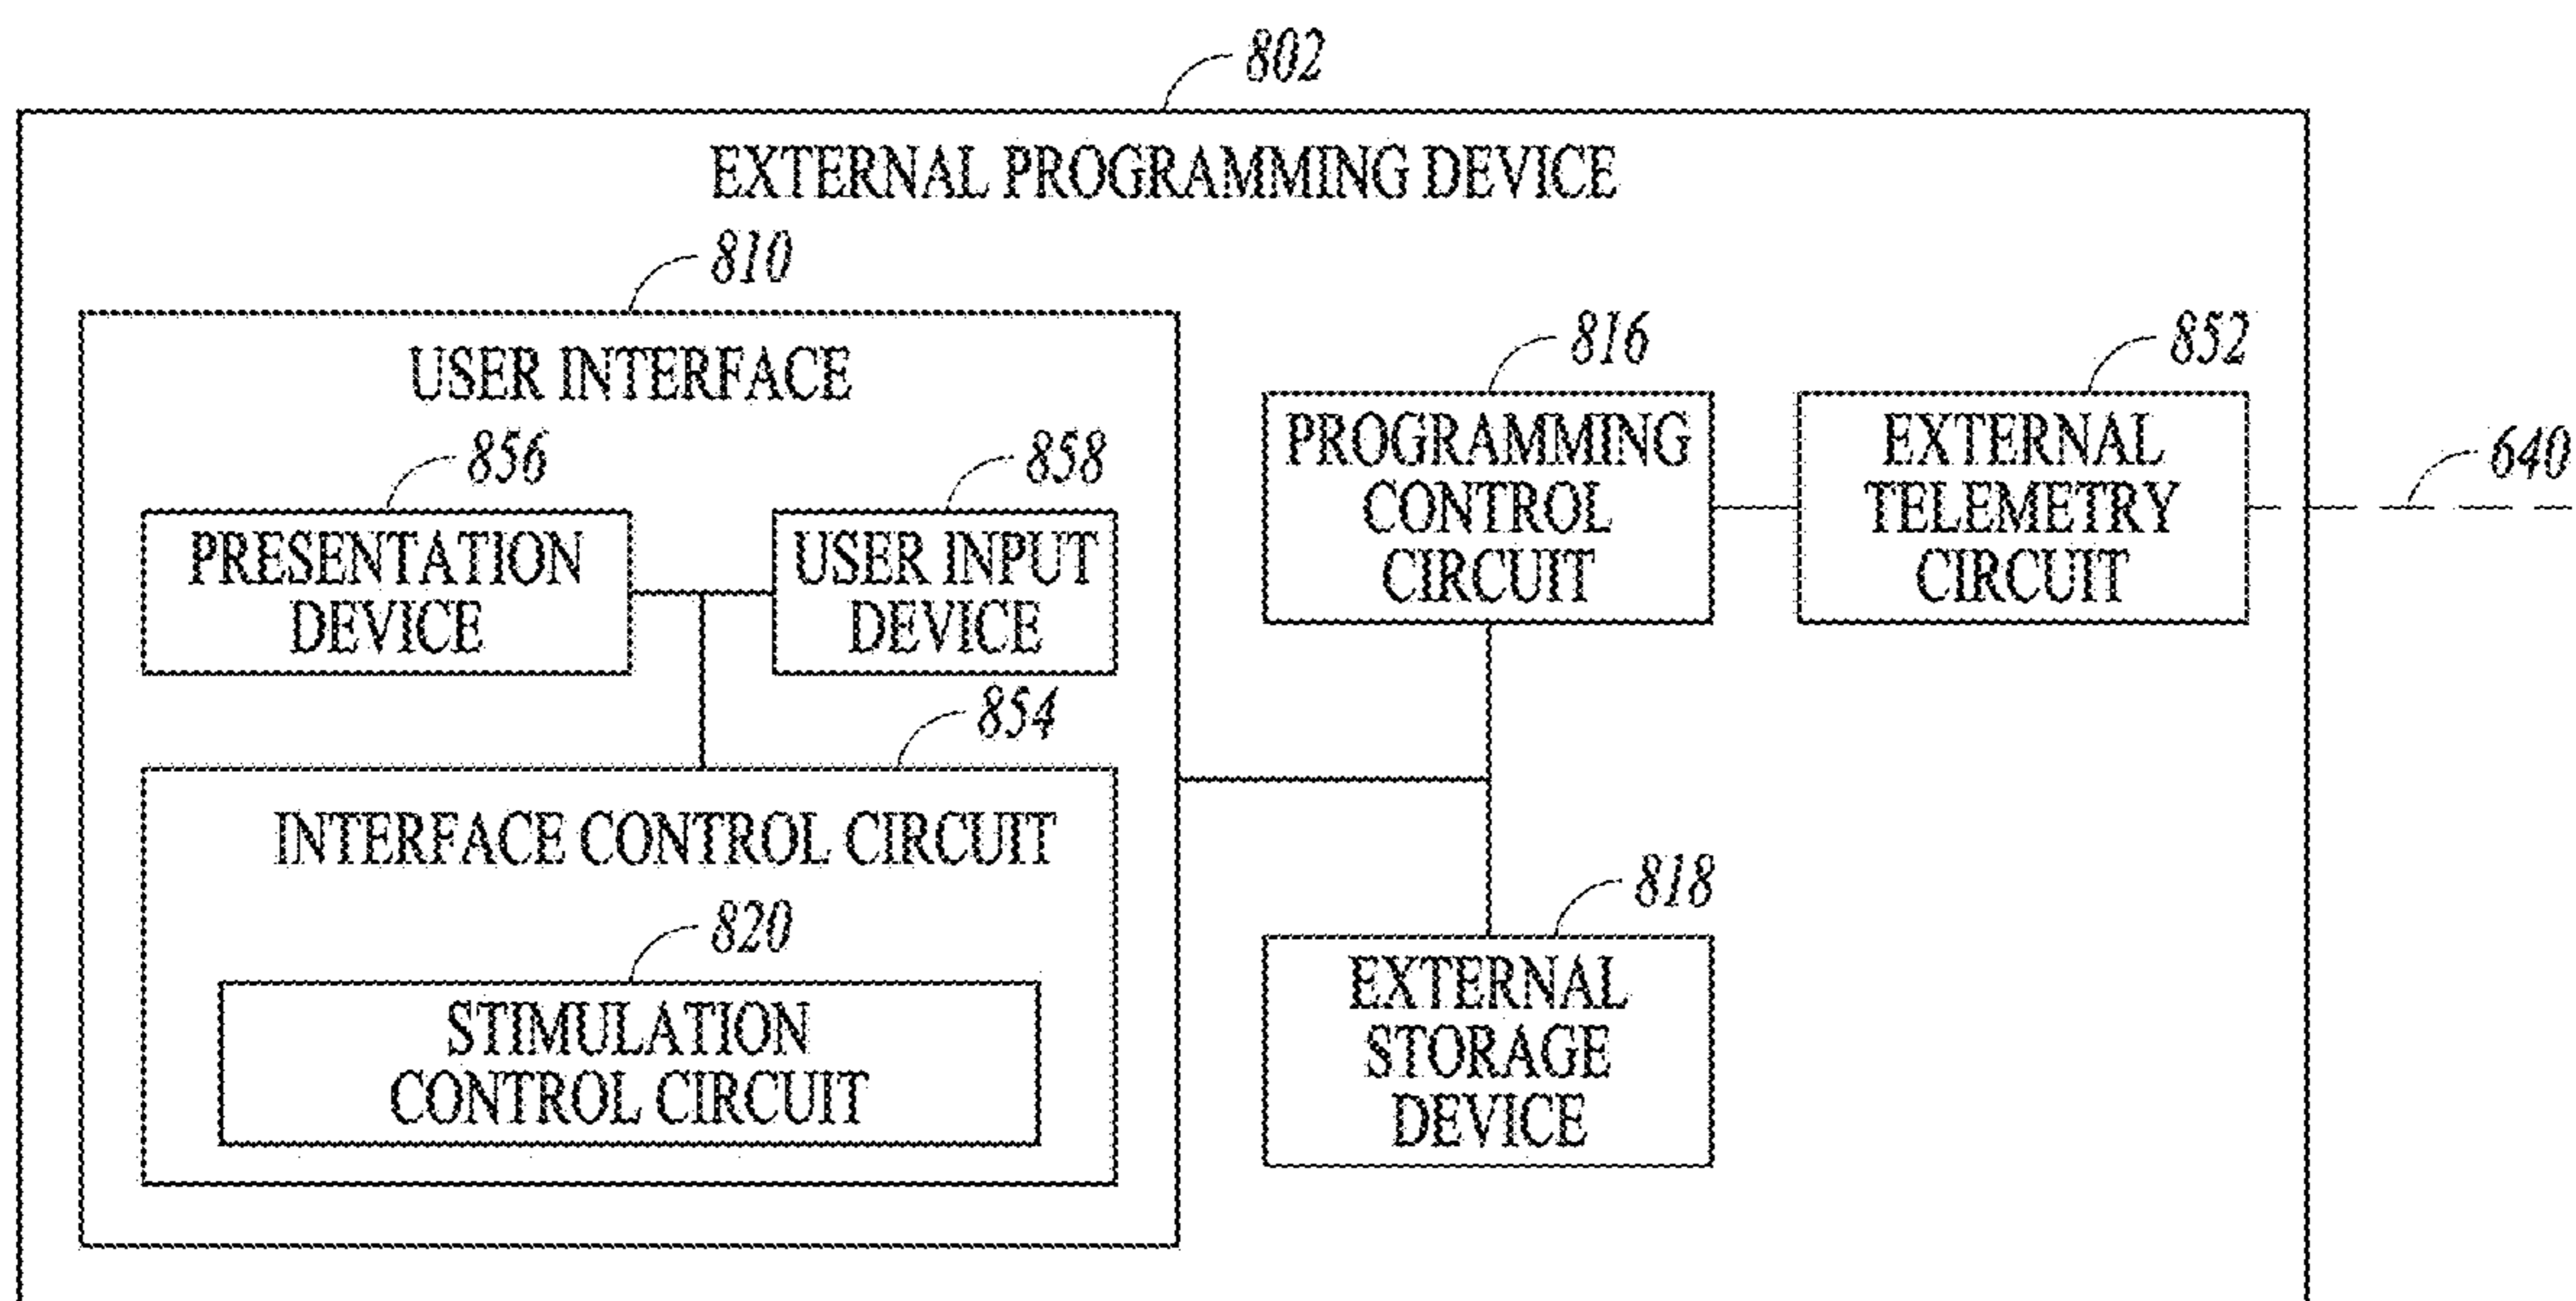 802
EXTERNAL PROGRAMMING DEVICE
810
USER INTERFACE
856
PRESENTATION
DEVICE
858
USER INPUT
DEVICE
854
INTERFACE CONTROL CIRCUIT
820
STIMULATION
CONTROL CIRCUIT
816
PROGRAMMING
CONTROL
CIRCUIT
852
EXTERNAL
TELEMETRY
CIRCUIT
640
818
EXTERNAL
STORAGE
DEVICE